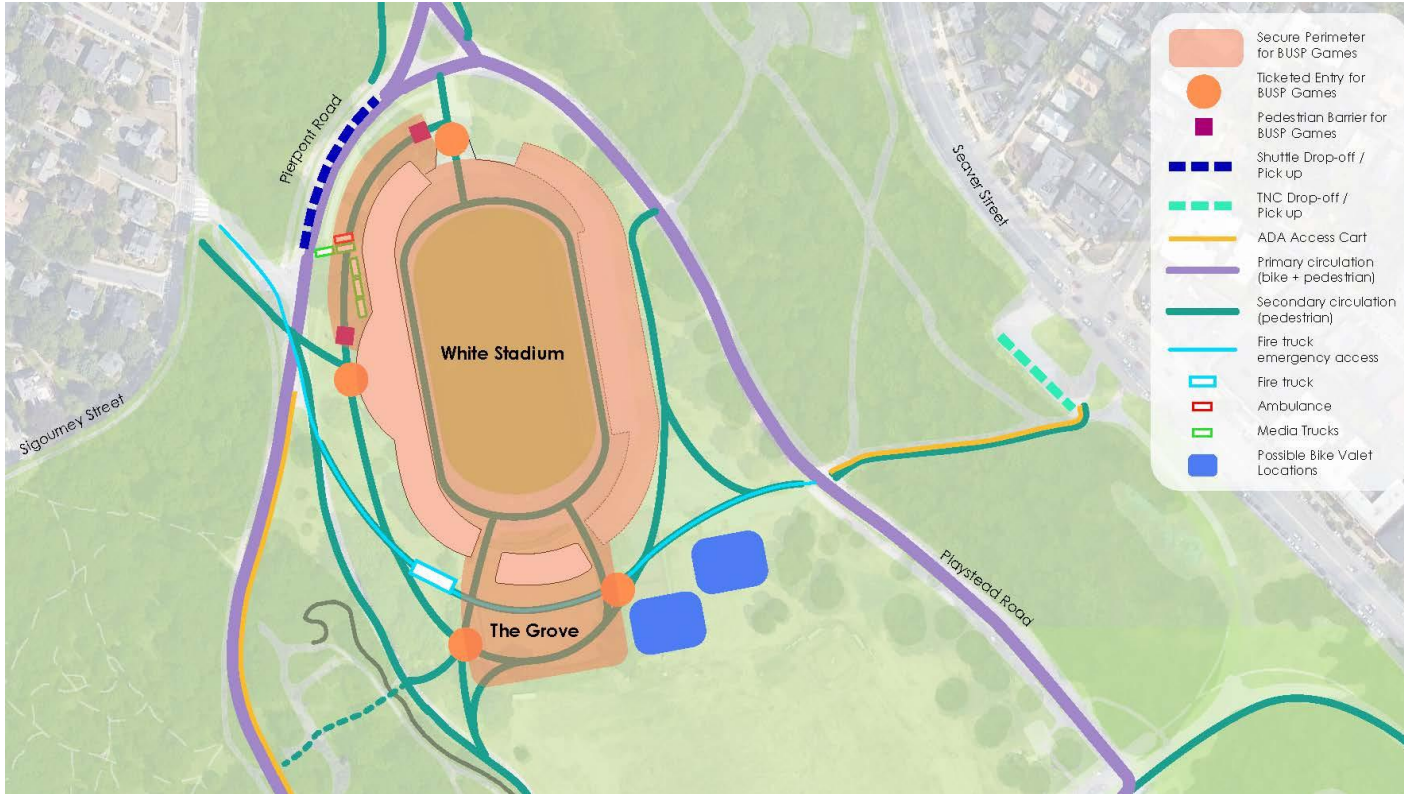 Pierpont Road
Sigourney Street
White Stadium
The Grove
Seaver Street
Playstead Road
Secure Perimeter
for BUSP Games
Ticketed Entry for
BUSP Games
Pedestrian Barrier for
BUSP Games
Shuttle Drop-off /
Pick up
TNC Drop-off /
Pick up
ADA Access Cart
Primary circulation
(bike + pedestrian)
Secondary circulation
(pedestrian)
Fire truck
emergency access
Fire truck
Ambulance
Media Trucks
Possible Bike Valet
Locations